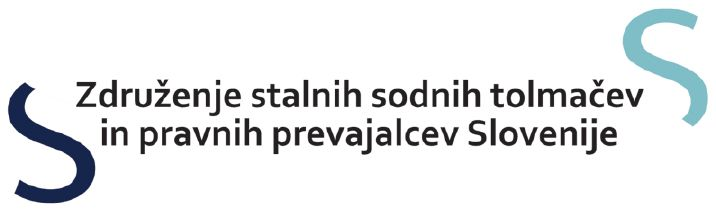 Združenje stalnih sodnih tolmačev
in pravnih prevajalcev Slovenije